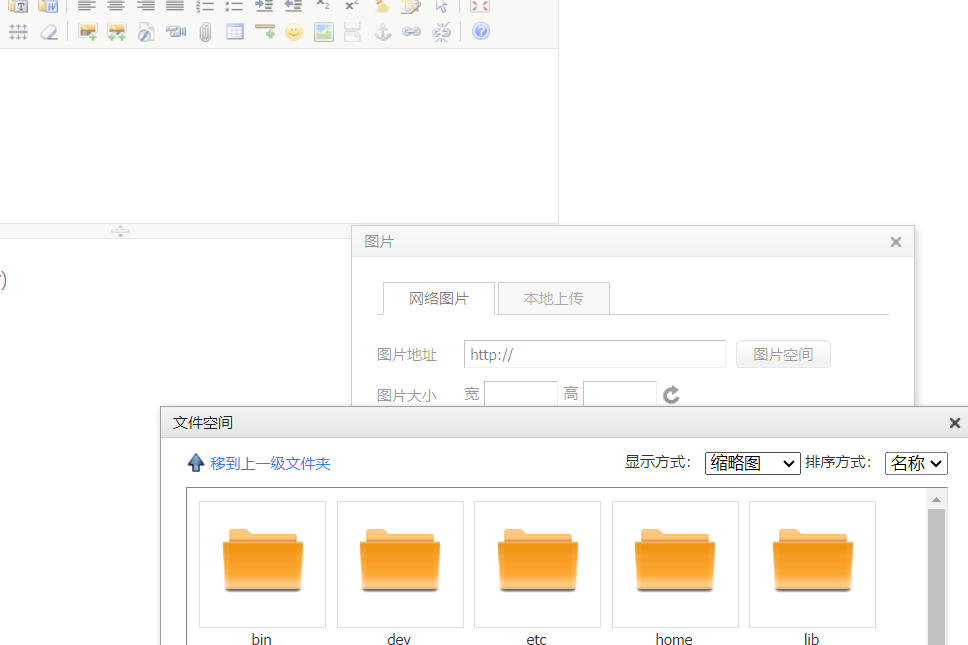 图片
网络图片 本地上传
图片地址 http:// 图片空间
图片大小 宽 高
文件空间
移到上一级文件夹 显示方式： 缩略图 排序方式： 名称
bin dev etc home lib